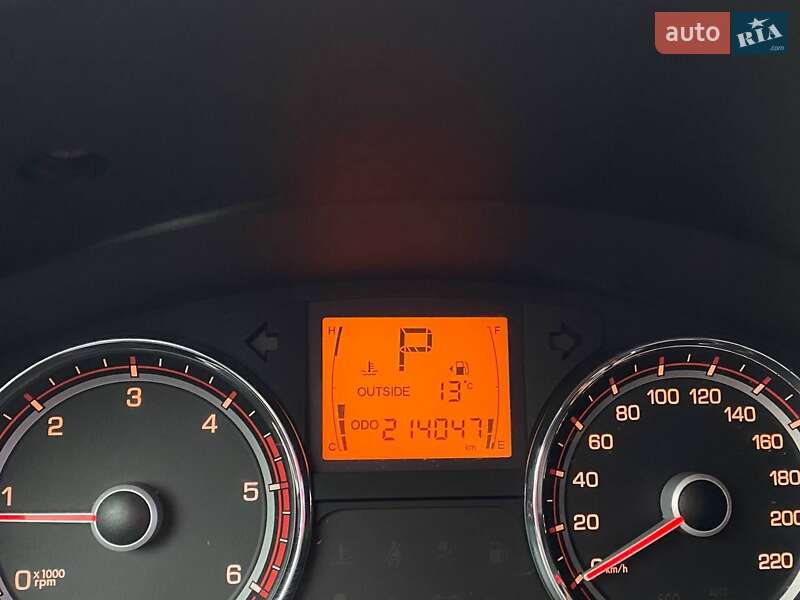 auto RIA .com
H F
P
OUTSIDE 13 °C
ODO 214047
km
C E
1 2 3 4 5 6
0 x1000 rpm
0 20 40 60 80 100 120 140 160 180 200 220
km/h